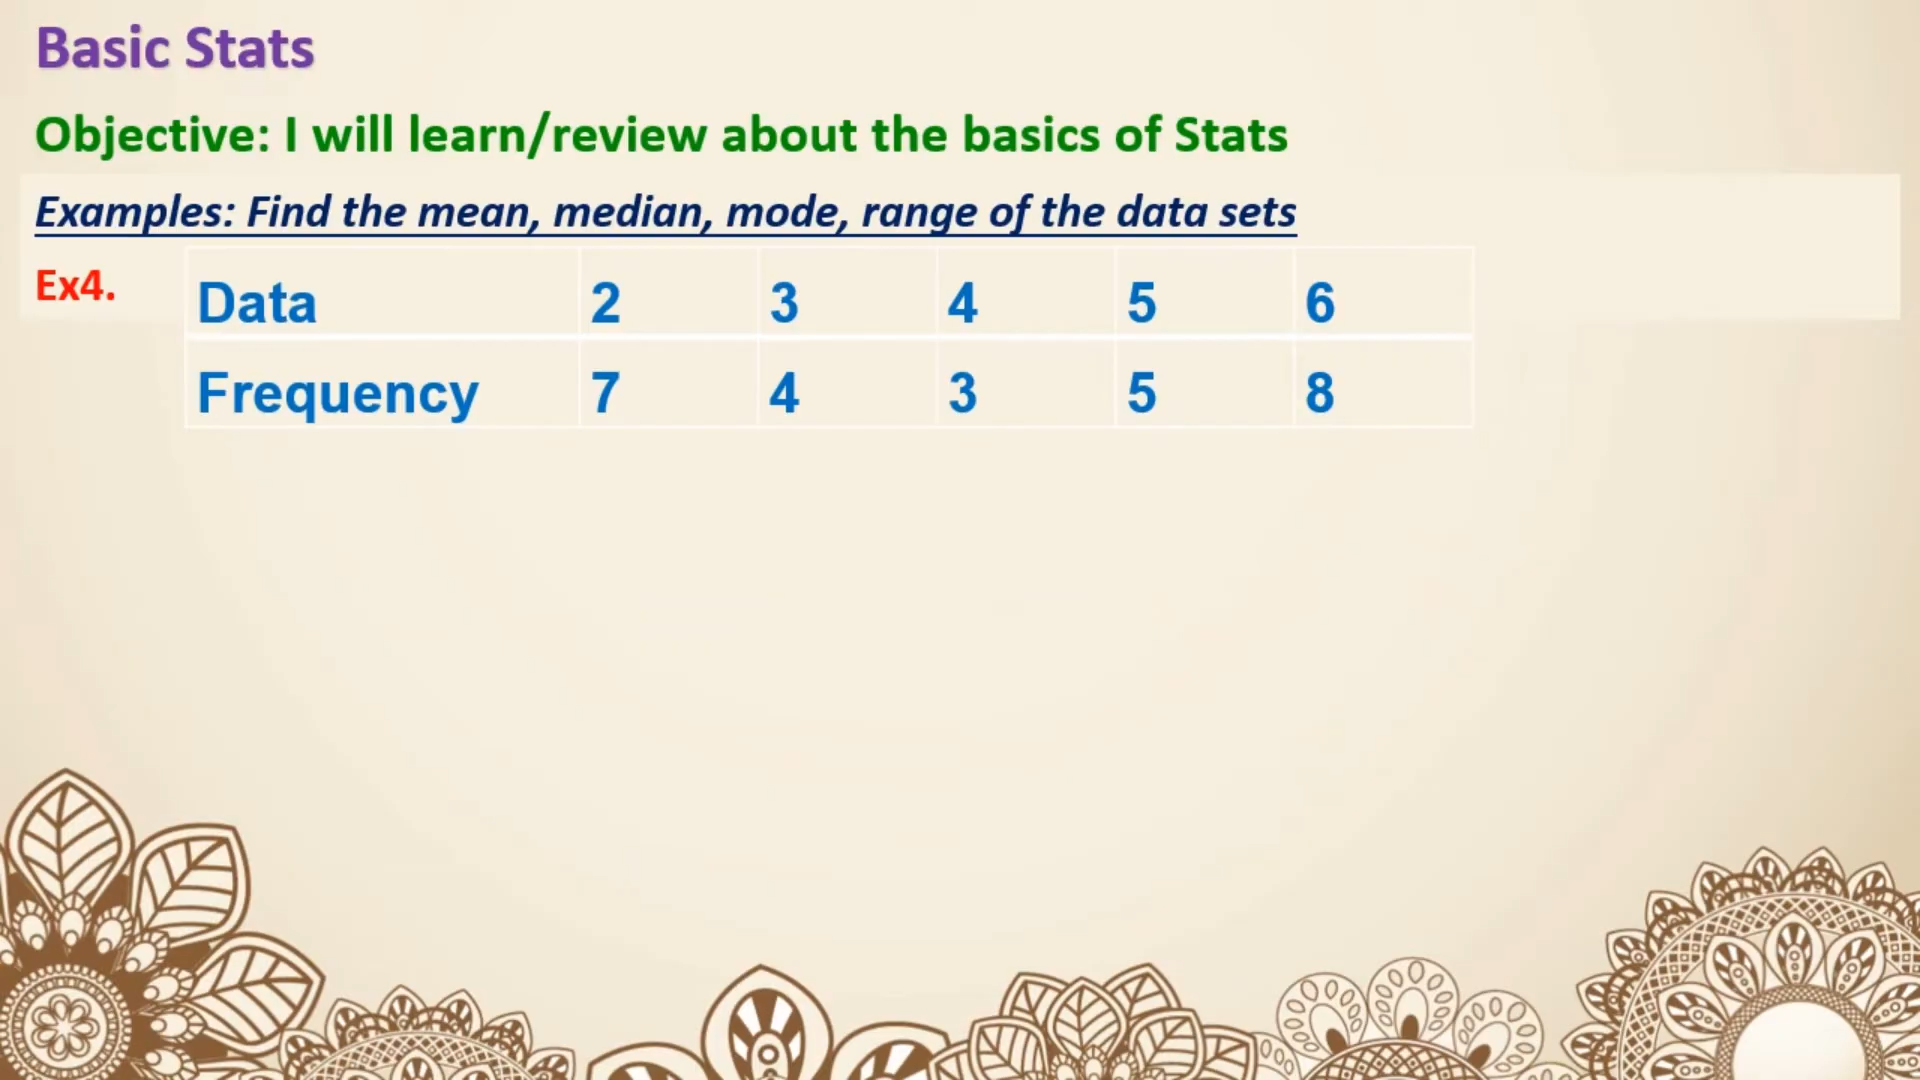 Basic Stats
Objective: I will learn/review about the basics of Stats
Examples: Find the mean, median, mode, range of the data sets
Ex4.
Data 2 3 4 5 6
Frequency 7 4 3 5 8